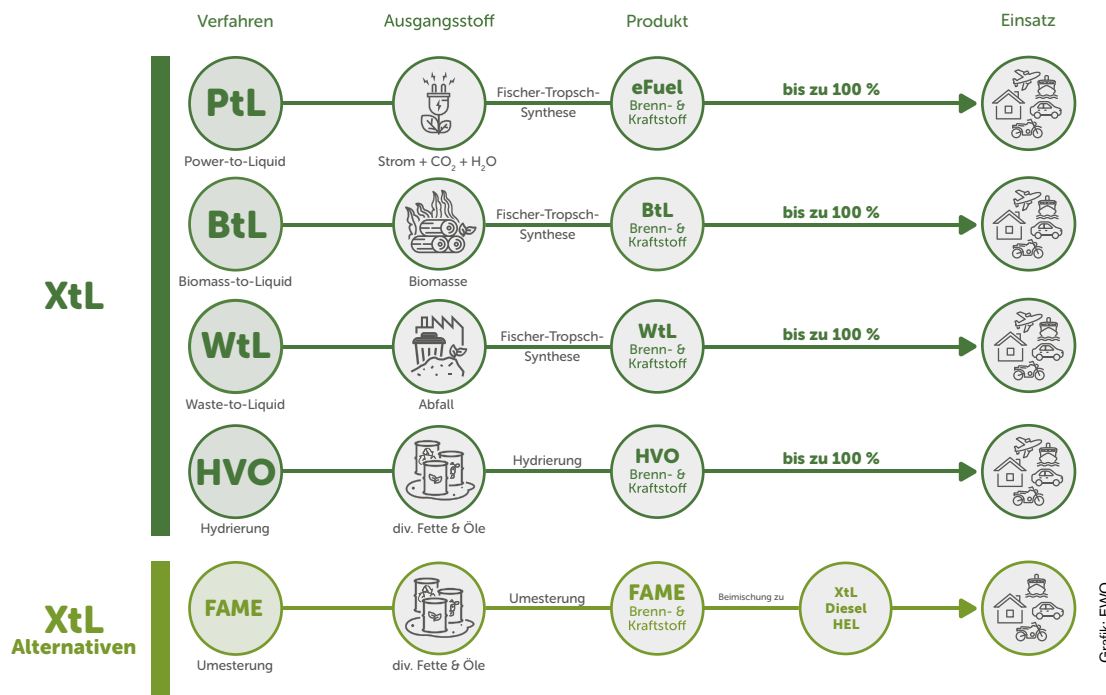 Verfahren
Ausgangsstoff
Produkt
Einsatz
XtL
PtL
Power-to-Liquid
Strom + CO₂ + H₂O
Fischer-Tropsch-
Synthese
eFuel
Brenn- &
Kraftstoff
bis zu 100 %
BtL
Biomass-to-Liquid
Biomasse
Fischer-Tropsch-
Synthese
BtL
Brenn- &
Kraftstoff
bis zu 100 %
WtL
Waste-to-Liquid
Abfall
Fischer-Tropsch-
Synthese
WtL
Brenn- &
Kraftstoff
bis zu 100 %
HVO
Hydrierung
div. Fette & Öle
Hydrierung
HVO
Brenn- &
Kraftstoff
bis zu 100 %
XtL
Alternativen
FAME
Umesterung
div. Fette & Öle
Umesterung
FAME
Brenn- &
Kraftstoff
Beimischung zu
XtL
Diesel
HEL
Grafik: EWO